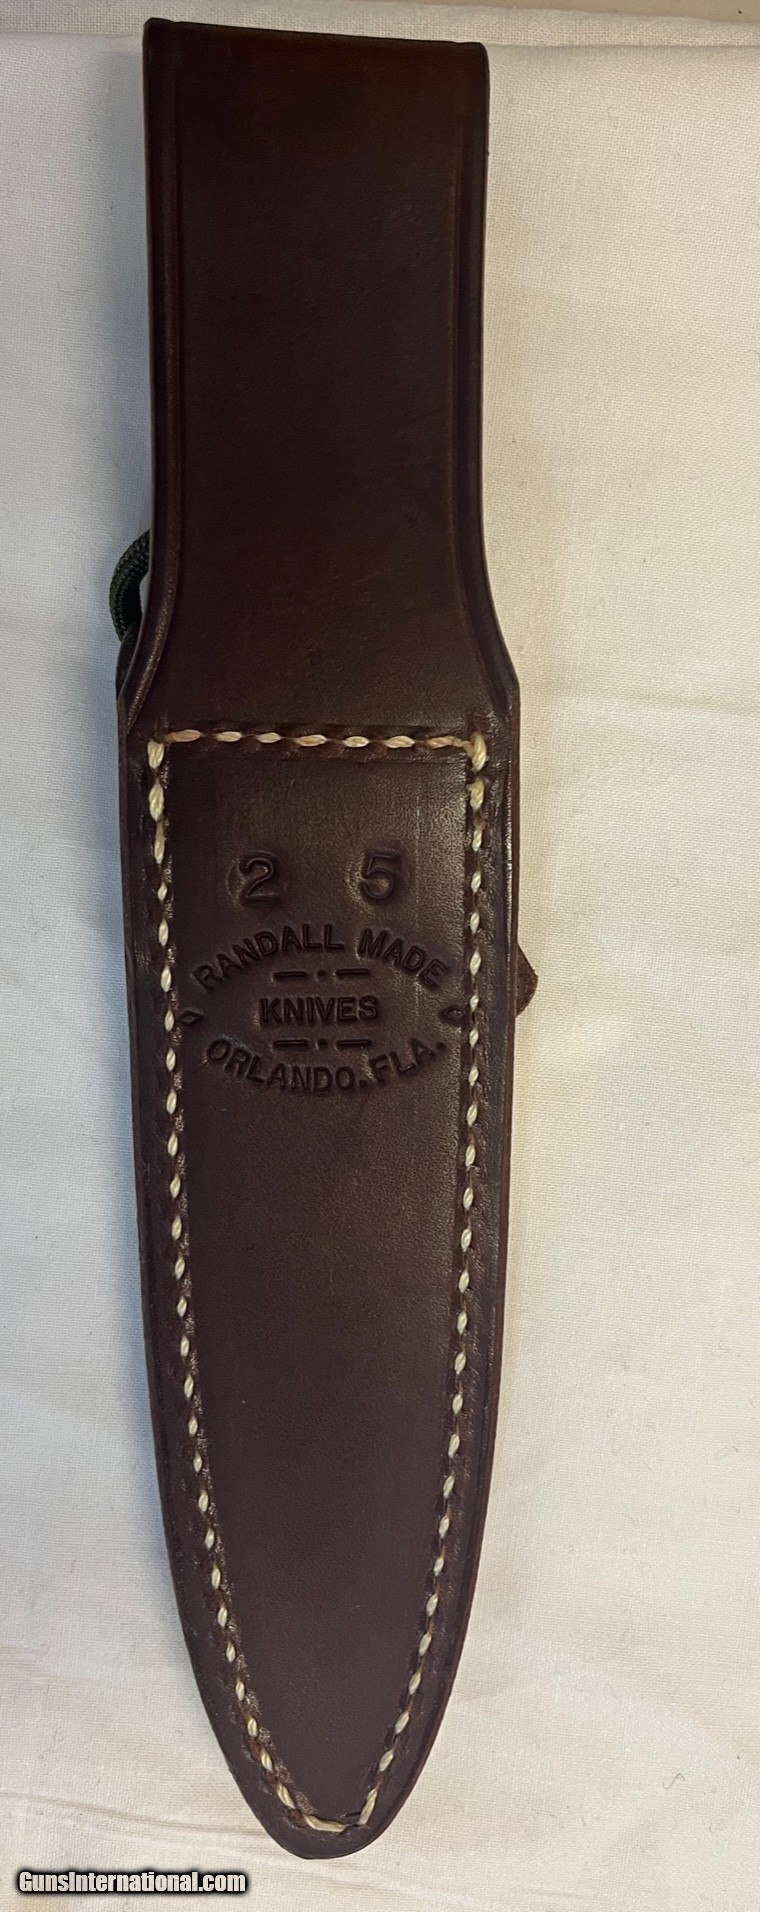 2 5
RANDALL MADE
KNIVES
ORLANDO, FLA.
GunsInternational.com